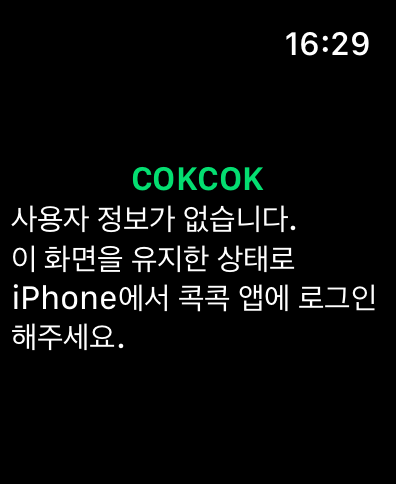 16:29
COKCOK
사용자 정보가 없습니다.
이 화면을 유지한 상태로
iPhone에서 콕콕 앱에 로그인
해주세요.